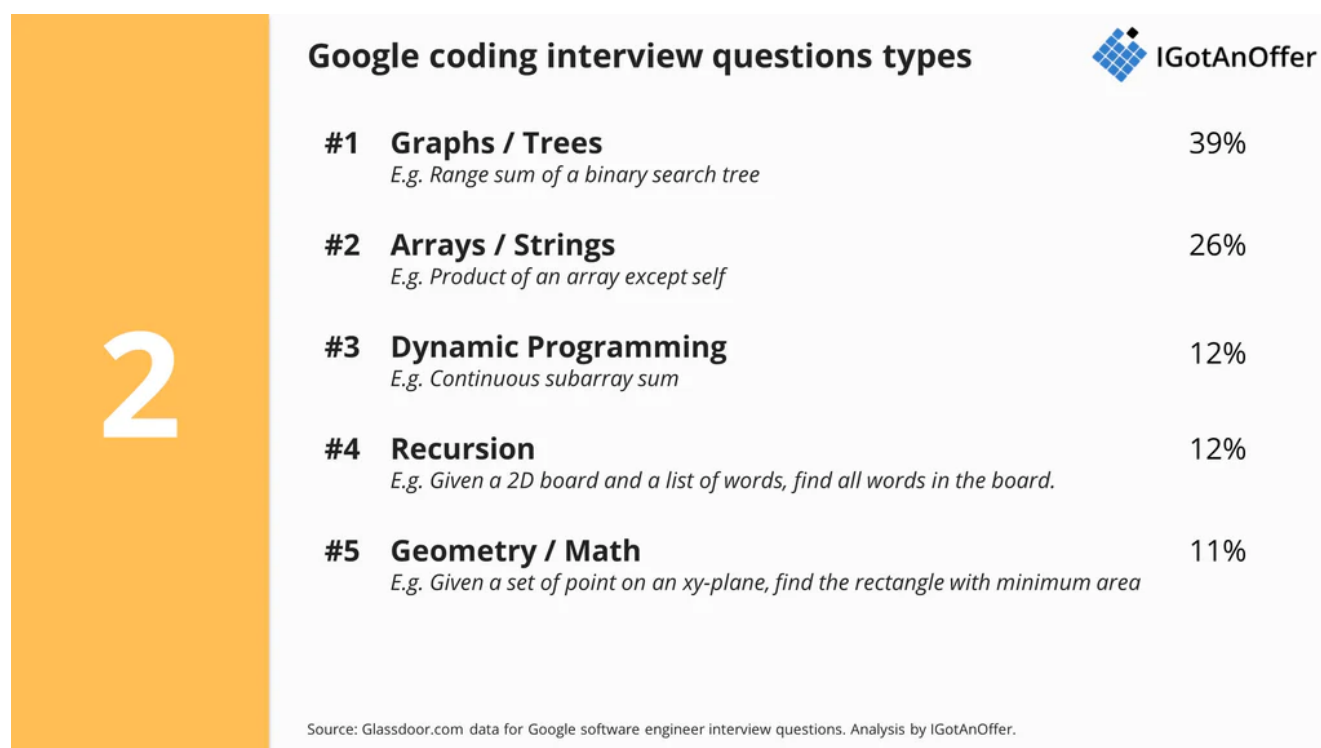 Google coding interview questions types
IGotAnOffer
#1 Graphs / Trees 39%
E.g. Range sum of a binary search tree
#2 Arrays / Strings 26%
E.g. Product of an array except self
#3 Dynamic Programming 12%
E.g. Continuous subarray sum
2
#4 Recursion 12%
E.g. Given a 2D board and a list of words, find all words in the board.
#5 Geometry / Math 11%
E.g. Given a set of point on an xy-plane, find the rectangle with minimum area
Source: Glassdoor.com data for Google software engineer interview questions. Analysis by IGotAnOffer.